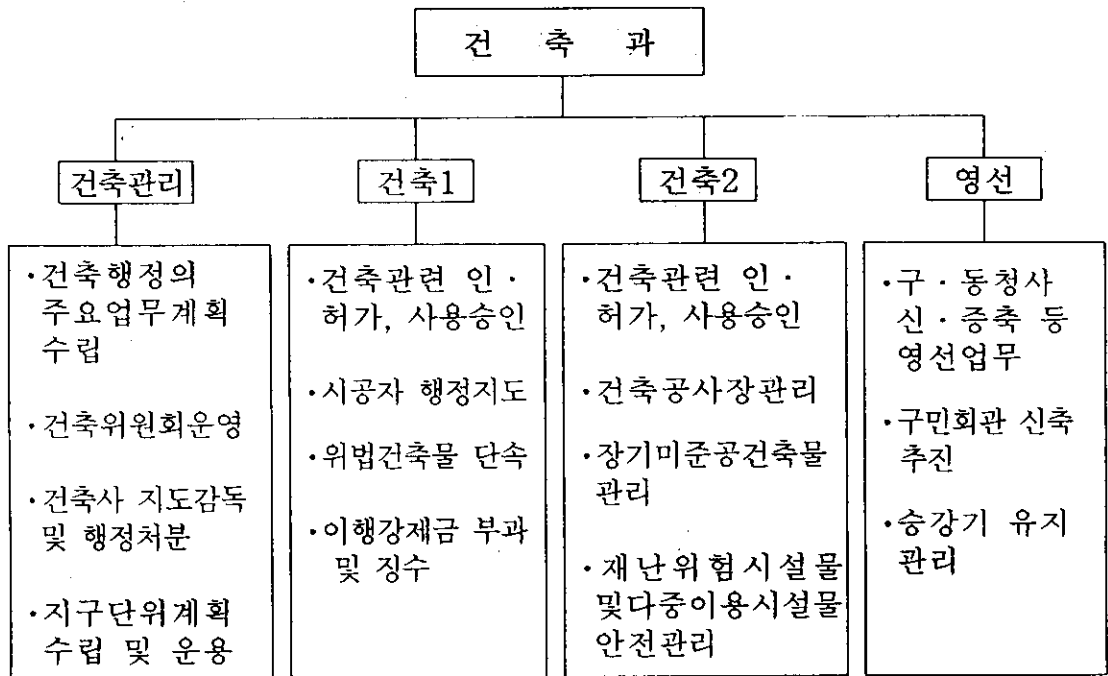 건 축 과
건축관리
·건축행정의
주요업무계획
수립
·건축위원회운영
·건축사 지도감독
및 행정처분
·지구단위계획
수립 및 운용
건축1
·건축관련 인·
허가, 사용승인
·시공자 행정지도
·위법건축물 단속
·이행강제금 부과
및 징수
건축2
·건축관련 인·
허가, 사용승인
·건축공사장관리
·장기미준공건축물
관리
·재난위험시설물
및다중이용시설물
안전관리
영선
·구·동청사
신·증축 등
영선업무
·구민회관 신축
추진
·승강기 유지
관리